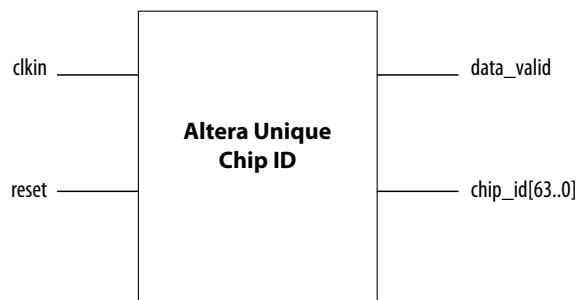 clkin
data_valid
Altera Unique
Chip ID
reset
chip_id[63..0]